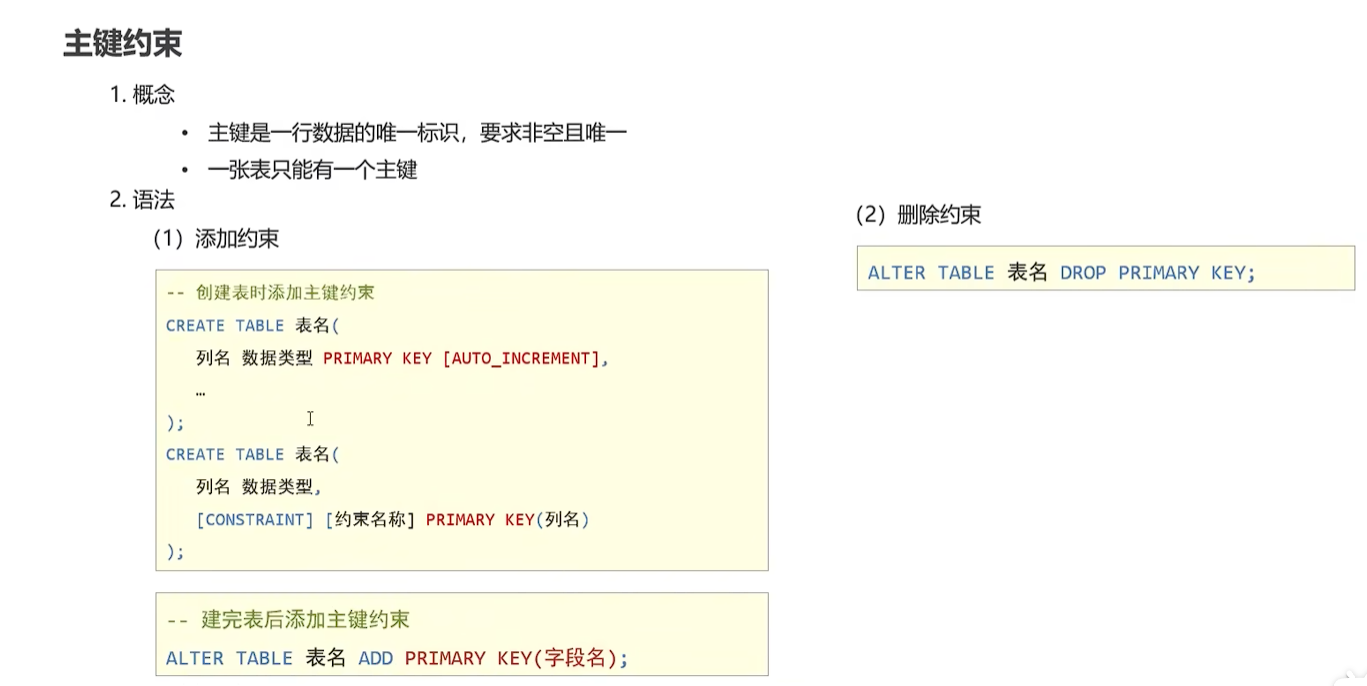 主键约束
1. 概念
• 主键是一行数据的唯一标识，要求非空且唯一
• 一张表只能有一个主键
2. 语法
（1）添加约束
-- 创建表时添加主键约束
CREATE TABLE 表名(
列名 数据类型 PRIMARY KEY [AUTO_INCREMENT],
…
);
CREATE TABLE 表名(
列名 数据类型,
[CONSTRAINT] [约束名称] PRIMARY KEY(列名)
);
-- 建完表后添加主键约束
ALTER TABLE 表名 ADD PRIMARY KEY(字段名);
（2）删除约束
ALTER TABLE 表名 DROP PRIMARY KEY;